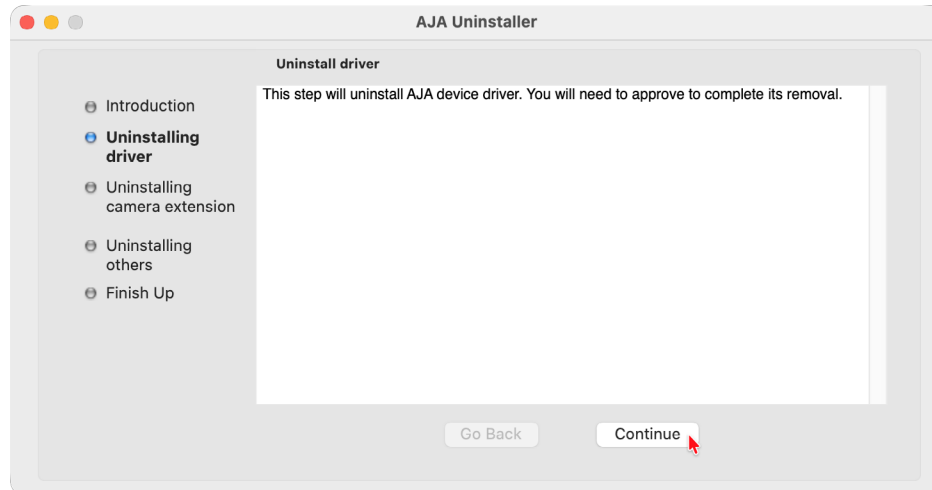 AJA Uninstaller
Uninstall driver
This step will uninstall AJA device driver. You will need to approve to complete its removal.
Introduction
Uninstalling
driver
Uninstalling
camera extension
Uninstalling
others
Finish Up
Go Back
Continue